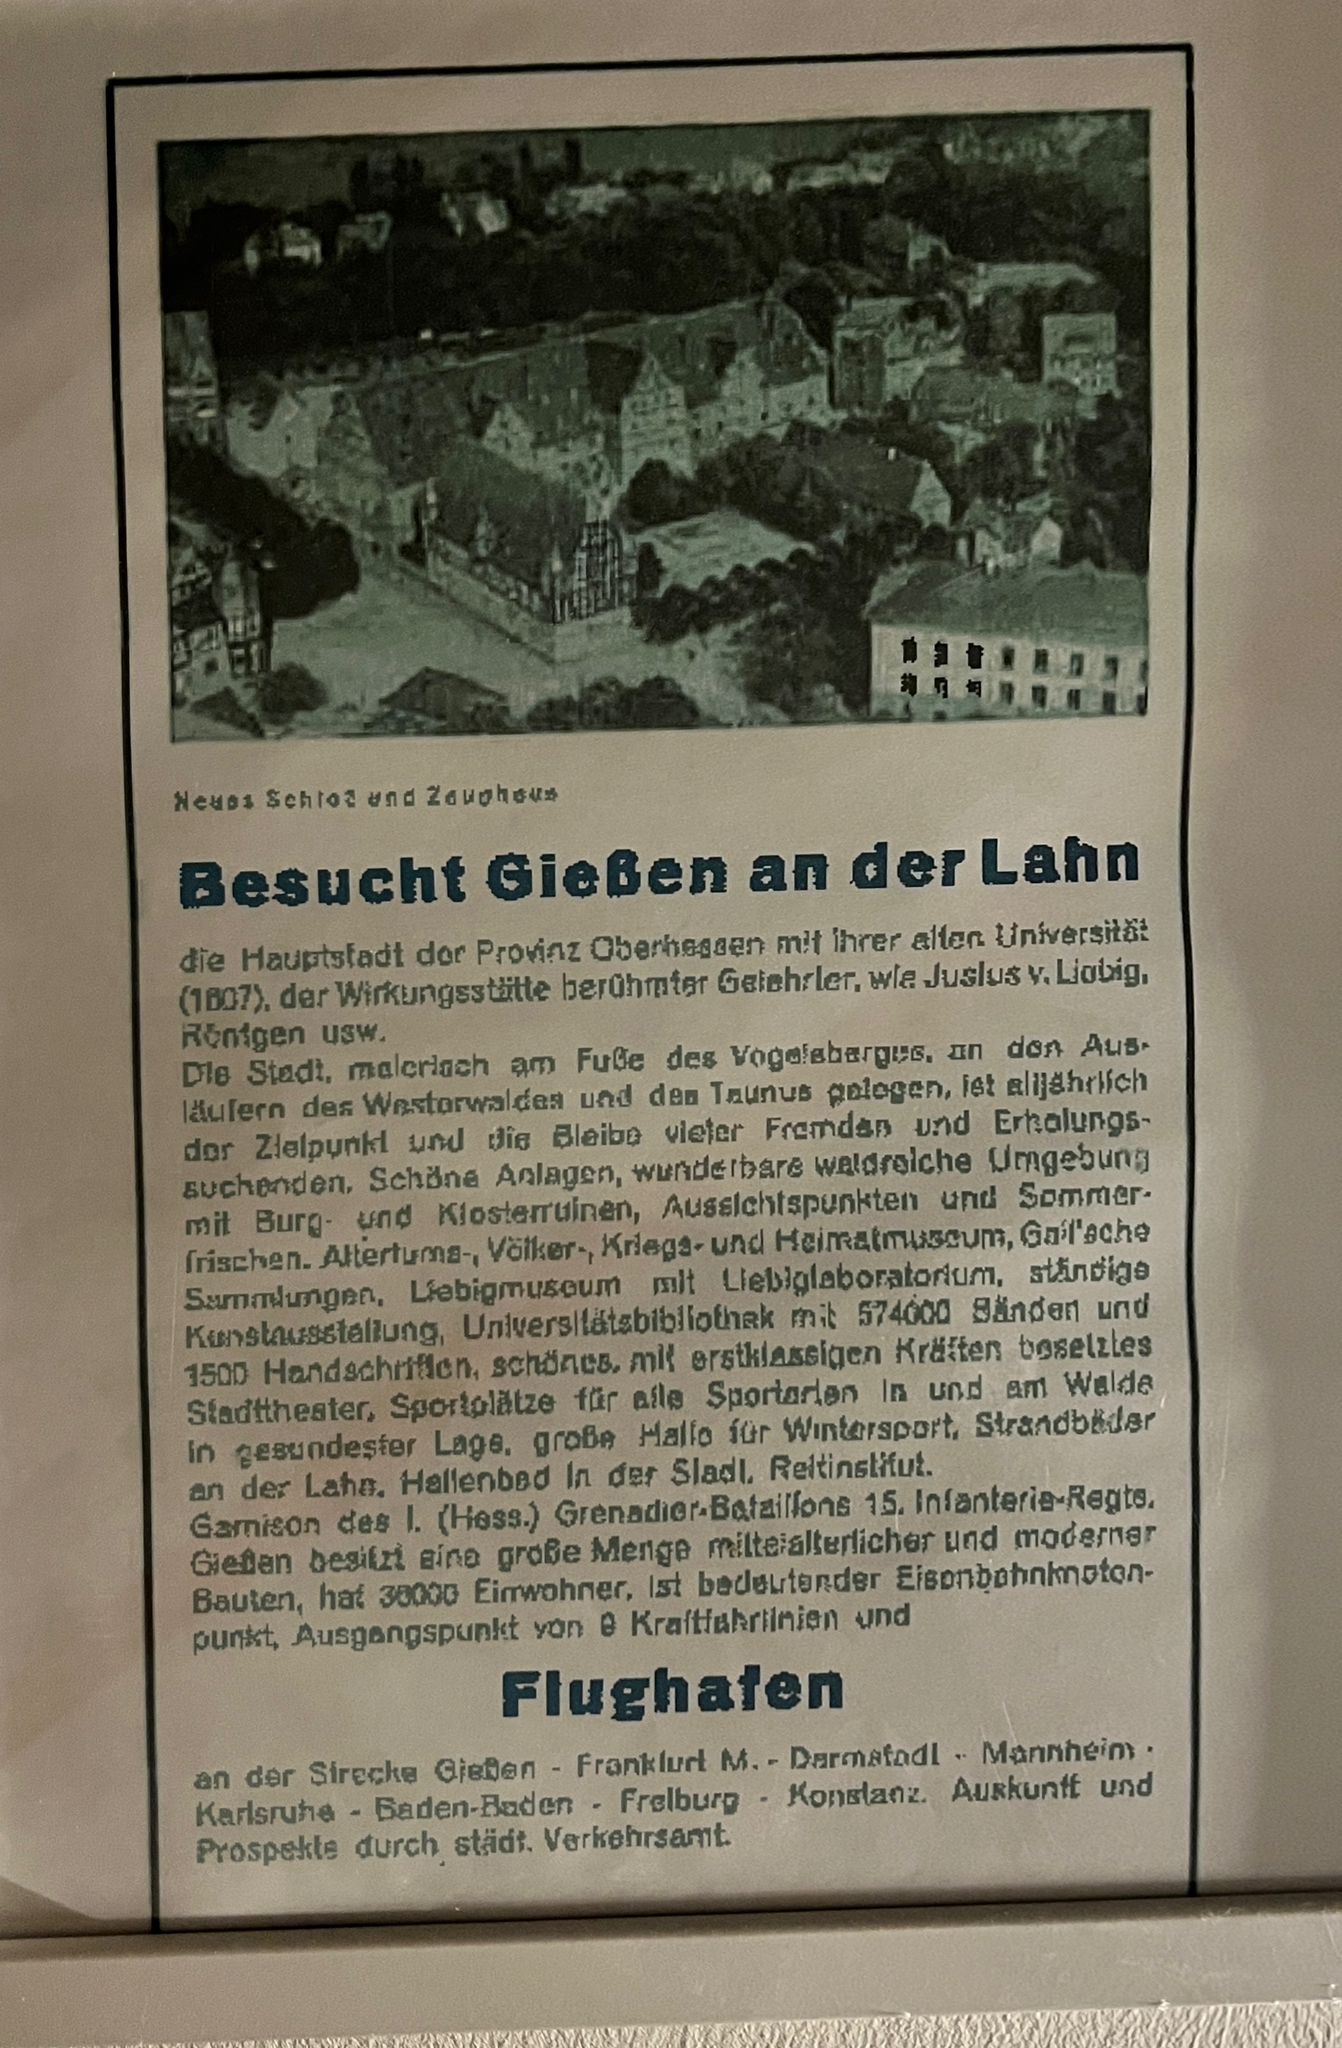 Neues Schloß und Zeughaus
Besucht Gießen an der Lahn
die Hauptstadt der Provinz Oberhessen mit ihrer alten Universität
(1607), der Wirkungsstätte berühmter Gelehrter, wie Justus v. Liebig,
Röntgen usw.
Die Stadt, malerisch am Fuße des Vogelsberges, an den Aus-
läufern des Westerwaldes und des Taunus gelegen, ist alljährlich
der Zielpunkt und die Bleibe vieler Fremden und Erholungs-
suchenden. Schöne Anlagen, wunderbare waldreiche Umgebung
mit Burg- und Klosterruinen, Aussichtspunkten und Sommer-
frischen. Altertums-, Völker-, Kriegs- und Heimatmuseum, Gail'sche
Sammlungen, Liebigmuseum mit Liebiglaboratorium, ständige
Kunstausstellung, Universitätsbibliothek mit 574000 Bänden und
1500 Handschriften, schönes, mit erstklassigen Kräften besetztes
Stadttheater, Sportplätze für alle Sportarten in und am Walde
in gesundester Lage, große Halle für Wintersport, Strandbäder
an der Lahn, Hallenbad in der Stadt, Reitinstitut.
Garnison des I. (Hess.) Grenadier-Bataillons 15. Infanterie-Regts.
Gießen besitzt eine große Menge mittelalterlicher und moderner
Bauten, hat Einwohner, ist bedeutender Eisenbahnknoten-
punkt, Ausgangspunkt von Kraftfahrlinien und
Flughafen
an der Strecke Gießen - Frankfurt M. - Darmstadt - Mannheim -
Karlsruhe - Baden-Baden - Freiburg - Konstanz. Auskunft und
Prospekte durch städt. Verkehrsamt.